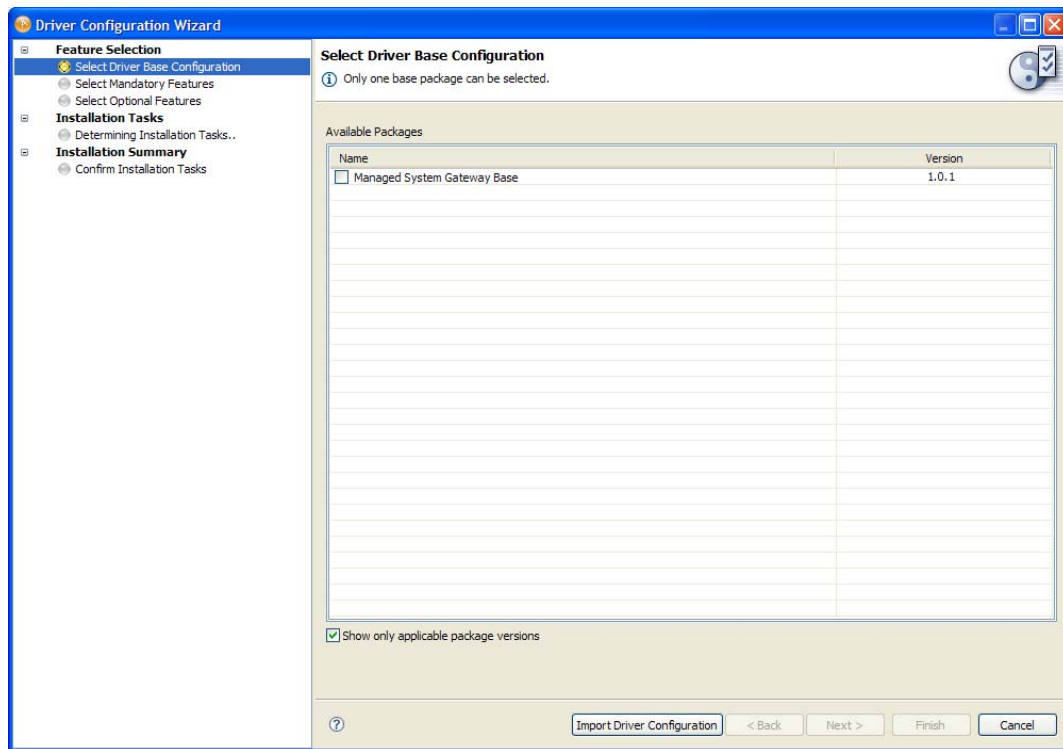 Driver Configuration Wizard
Feature Selection
Select Driver Base Configuration
Select Mandatory Features
Select Optional Features
Installation Tasks
Determining Installation Tasks..
Installation Summary
Confirm Installation Tasks
Select Driver Base Configuration
Only one base package can be selected.
Available Packages
Name Version
Managed System Gateway Base 1.0.1
Show only applicable package versions
? Import Driver Configuration < Back Next > Finish Cancel